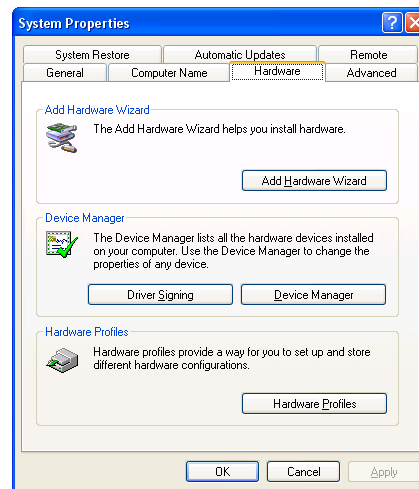 System Properties
System Restore
Automatic Updates
Remote
General
Computer Name
Hardware
Advanced
Add Hardware Wizard
The Add Hardware Wizard helps you install hardware.
Add Hardware Wizard
Device Manager
The Device Manager lists all the hardware devices installed
on your computer. Use the Device Manager to change the
properties of any device.
Driver Signing
Device Manager
Hardware Profiles
Hardware profiles provide a way for you to set up and store
different hardware configurations.
Hardware Profiles
OK
Cancel
Apply